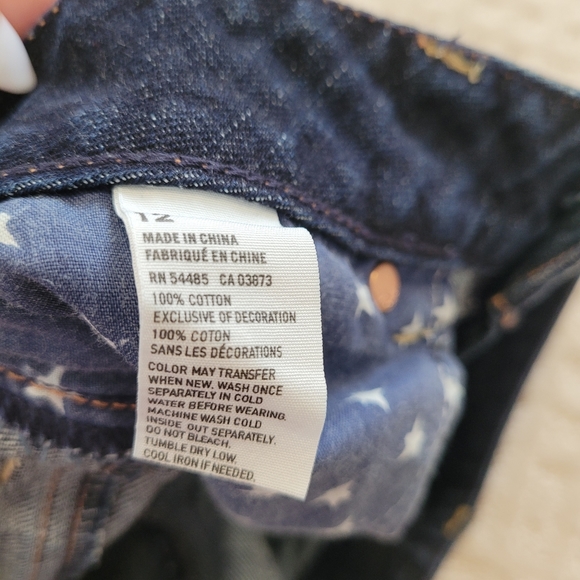 12
MADE IN CHINA
FABRIQUÉ EN CHINE
RN 54485 CA 03873
100% COTTON
EXCLUSIVE OF DECORATION
100% COTON
SANS LES DÉCORATIONS
COLOR MAY TRANSFER
WHEN NEW. WASH ONCE
SEPARATELY IN COLD
WATER BEFORE WEARING.
MACHINE WASH COLD
INSIDE OUT SEPARATELY.
DO NOT BLEACH.
TUMBLE DRY LOW.
COOL IRON IF NEEDED.